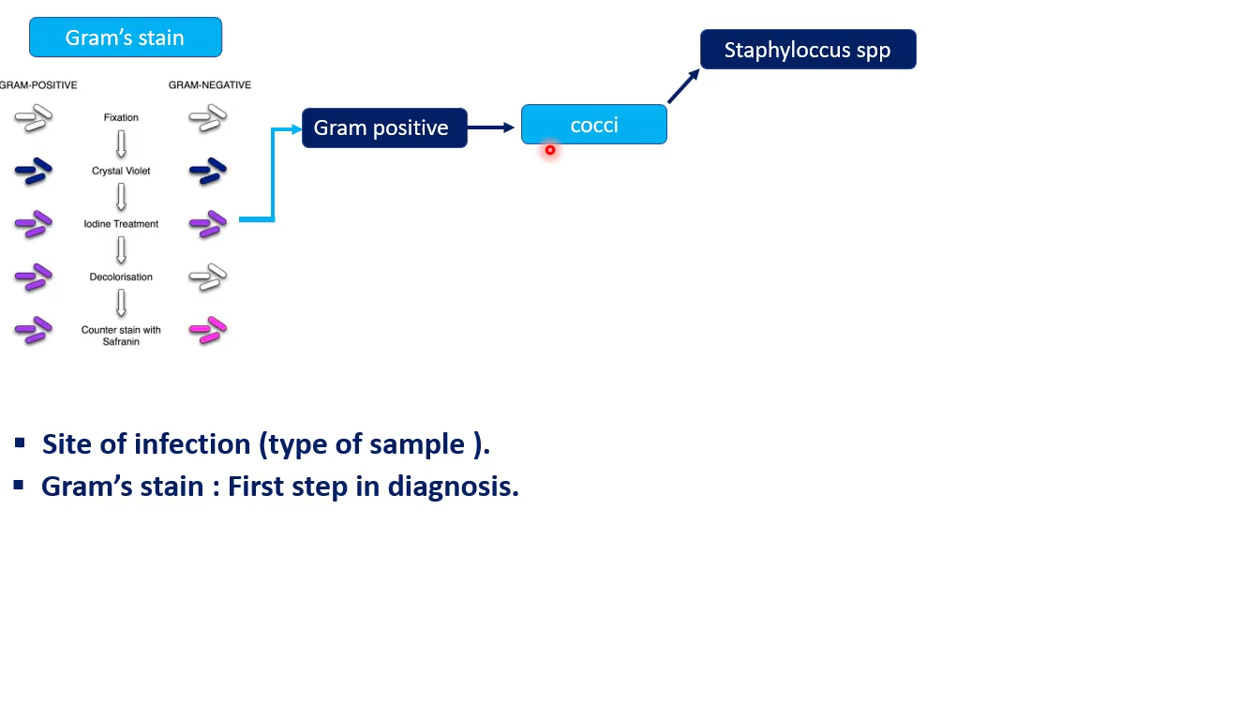 Gram's stain
GRAM-POSITIVE
GRAM-NEGATIVE
Fixation
Crystal Violet
Iodine Treatment
Decolorisation
Counter stain with
Safranin
Gram positive
cocci
Staphyloccus spp
▪ Site of infection (type of sample ).
▪ Gram's stain : First step in diagnosis.